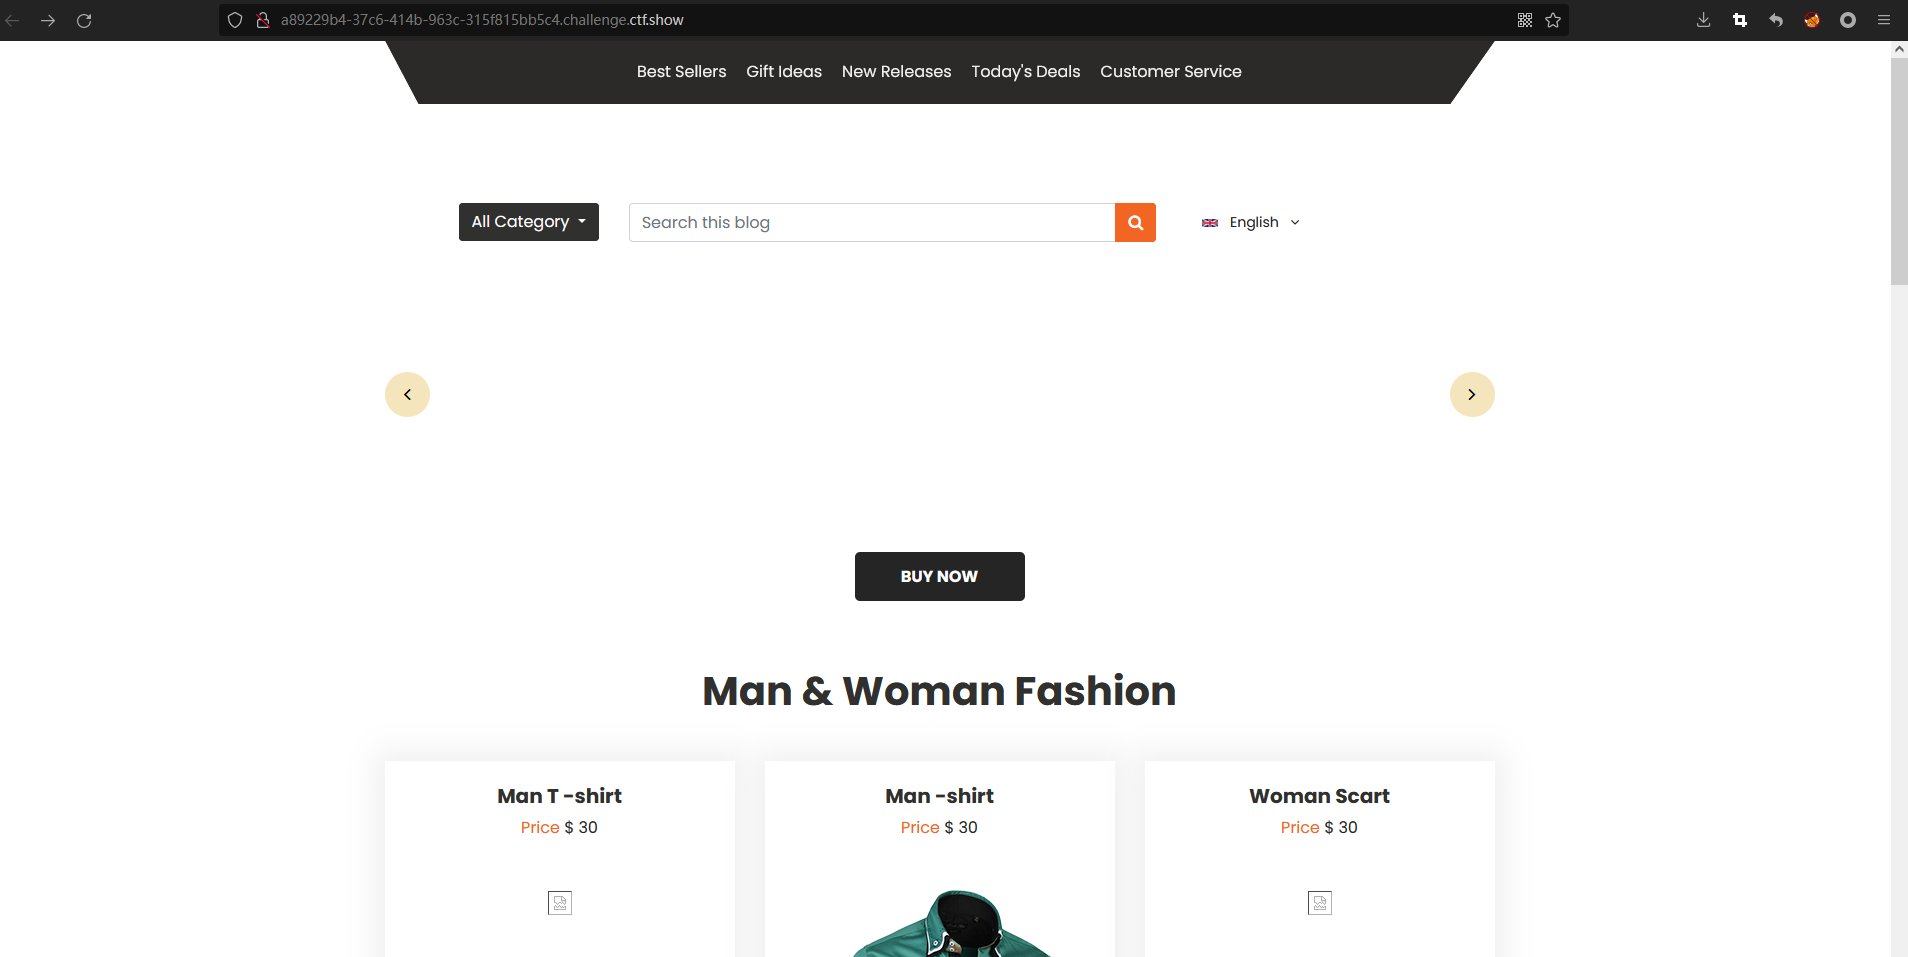 a89229b4-37c6-414b-963c-315f815bb5c4.challenge.ctf.show
Best Sellers Gift Ideas New Releases Today's Deals Customer Service
All Category Search this blog English
BUY NOW
Man & Woman Fashion
Man T -shirt Man -shirt Woman Scart
Price $ 30 Price $ 30 Price $ 30